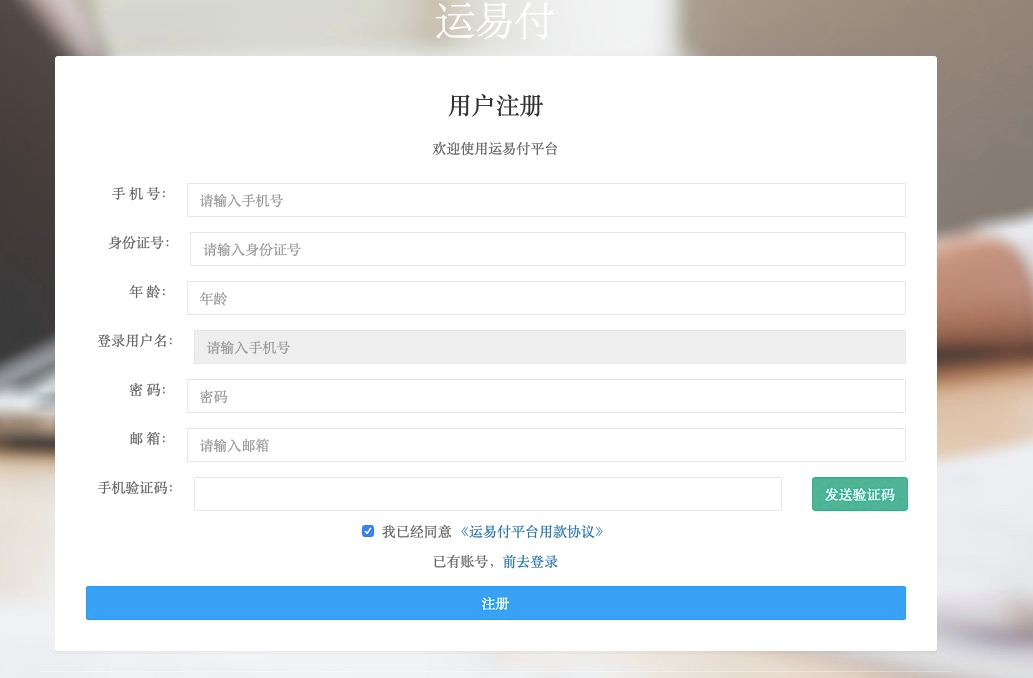 运易付
用户注册
欢迎使用运易付平台
手 机 号： 请输入手机号
身份证号： 请输入身份证号
年 龄： 年龄
登录用户名： 请输入手机号
密 码： 密码
邮 箱： 请输入邮箱
手机验证码： 发送验证码
我已经同意 《运易付平台用款协议》
已有账号，前去登录
注册